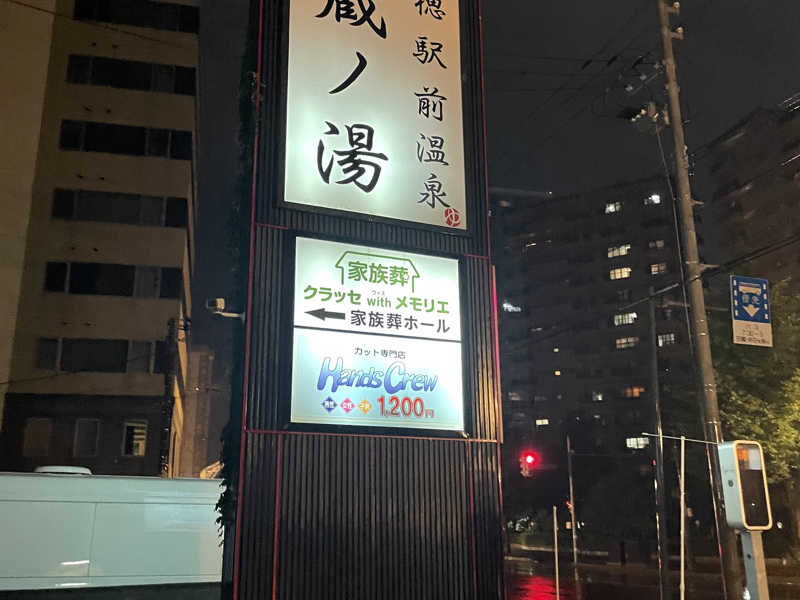 穂駅前温泉
蔵ノ湯
家族葬
クラッセ with メモリエ
家族葬ホール
カット専門店
Hands Crew
1,200円